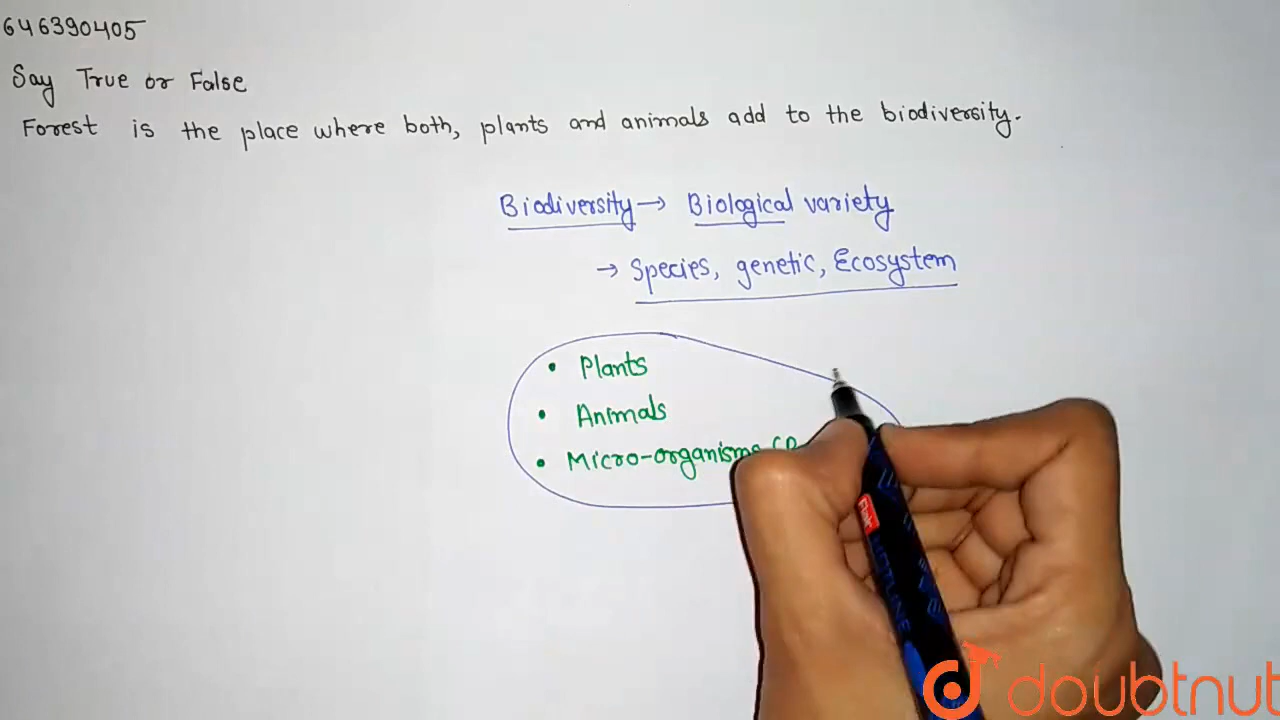 646390405
Say True or False
Forest is the place where both, plants and animals add to the biodiversity.
Biodiversity → Biological variety
→ Species, genetic, Ecosystem
• Plants
• Animals
• Micro-organisms
Flair
doubtnut